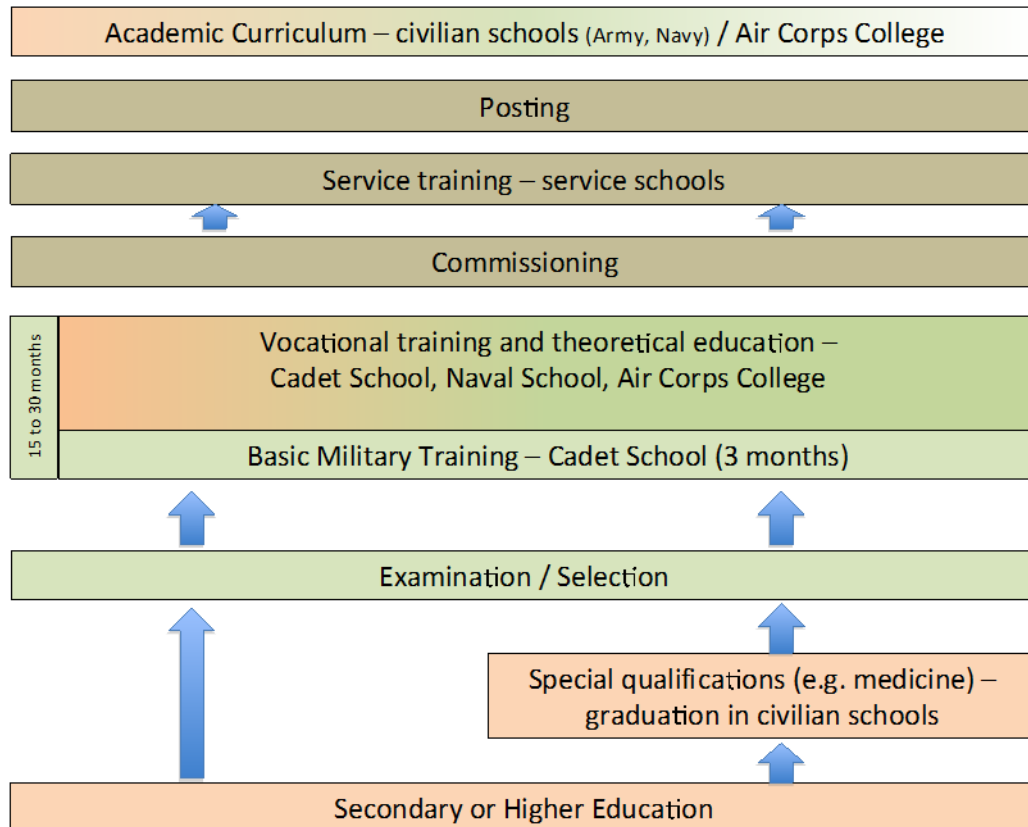 Academic Curriculum – civilian schools (Army, Navy) / Air Corps College
Posting
Service training – service schools
Commissioning
15 to 30 months
Vocational training and theoretical education –
Cadet School, Naval School, Air Corps College
Basic Military Training – Cadet School (3 months)
Examination / Selection
Special qualifications (e.g. medicine) –
graduation in civilian schools
Secondary or Higher Education